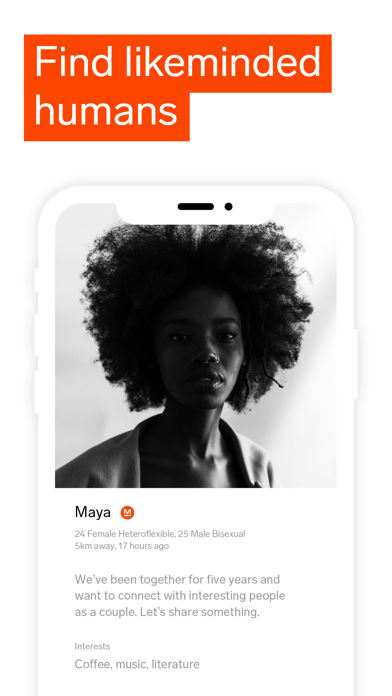 Find likeminded
humans
Maya M
24 Female Heteroflexible, 25 Male Bisexual
5km away, 17 hours ago
We’ve been together for five years and
want to connect with interesting people
as a couple. Let’s share something.
Interests
Coffee, music, literature